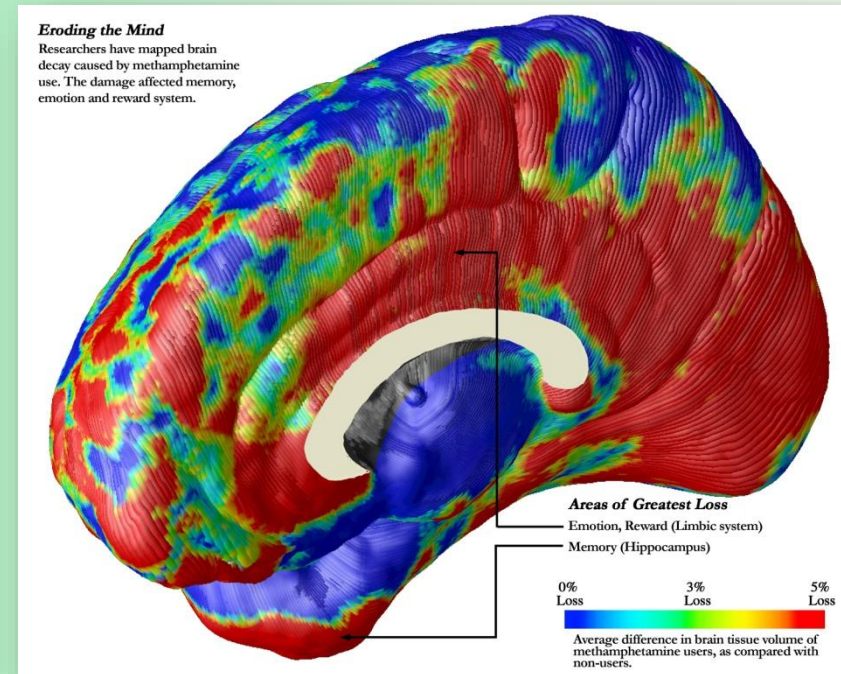 Eroding the Mind
Researchers have mapped brain
decay caused by methamphetamine
use. The damage affected memory,
emotion and reward system.
Areas of Greatest Loss
Emotion, Reward (Limbic system)
Memory (Hippocampus)
0% 3% 5%
Loss Loss Loss
Average difference in brain tissue volume of
methamphetamine users, as compared with
non-users.